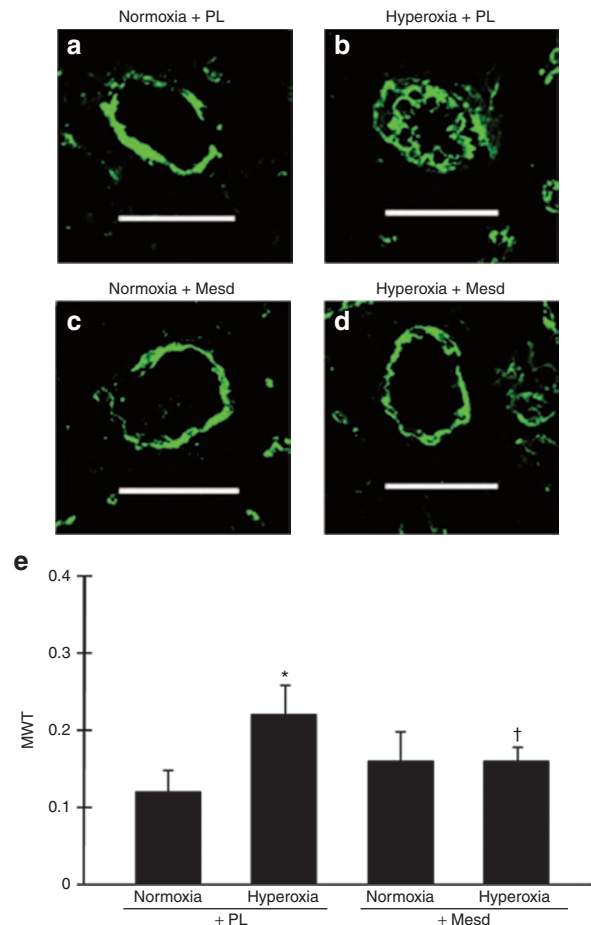 Normoxia + PL
Hyperoxia + PL
a
b
Normoxia + Mesd
Hyperoxia + Mesd
c
d
e
0.4
0.3
0.2
0.1
0
MWT
*
†
Normoxia Hyperoxia Normoxia Hyperoxia
+ PL + Mesd